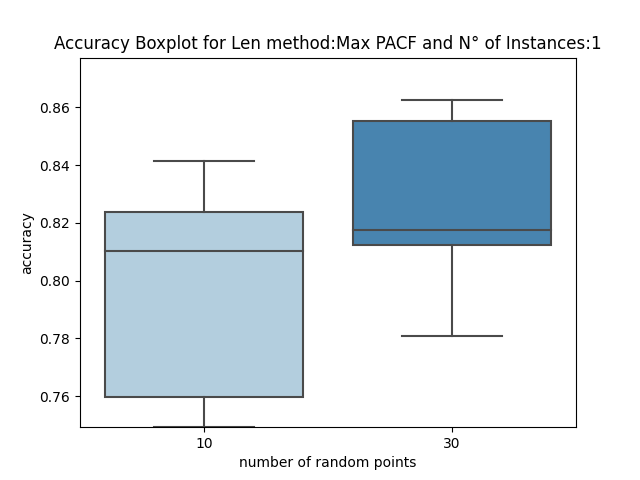 Accuracy Boxplot for Len method:Max PACF and N° of Instances:1
0.86
0.84
0.82
0.80
0.78
0.76
accuracy
10 30
number of random points